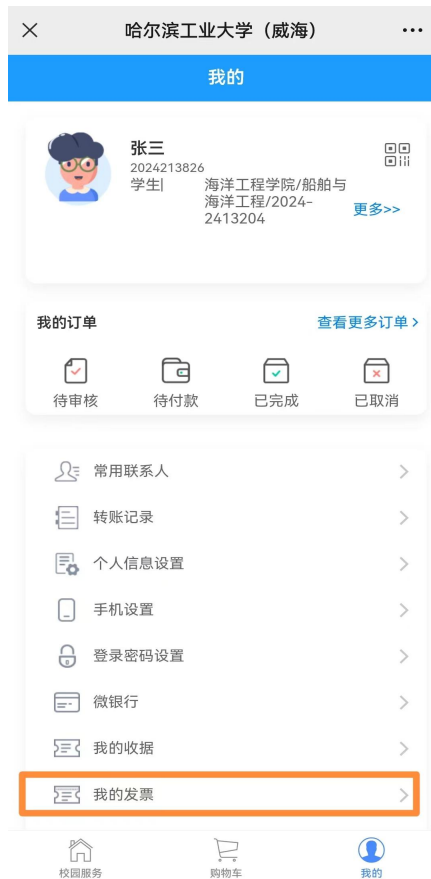 哈尔滨工业大学（威海）
我的
张三
2024213826
学生| 海洋工程学院/船舶与
海洋工程/2024-
2413204
更多>>
我的订单 查看更多订单
待审核 待付款 已完成 已取消
常用联系人
转账记录
个人信息设置
手机设置
登录密码设置
微银行
我的收据
我的发票
校园服务 购物车 我的